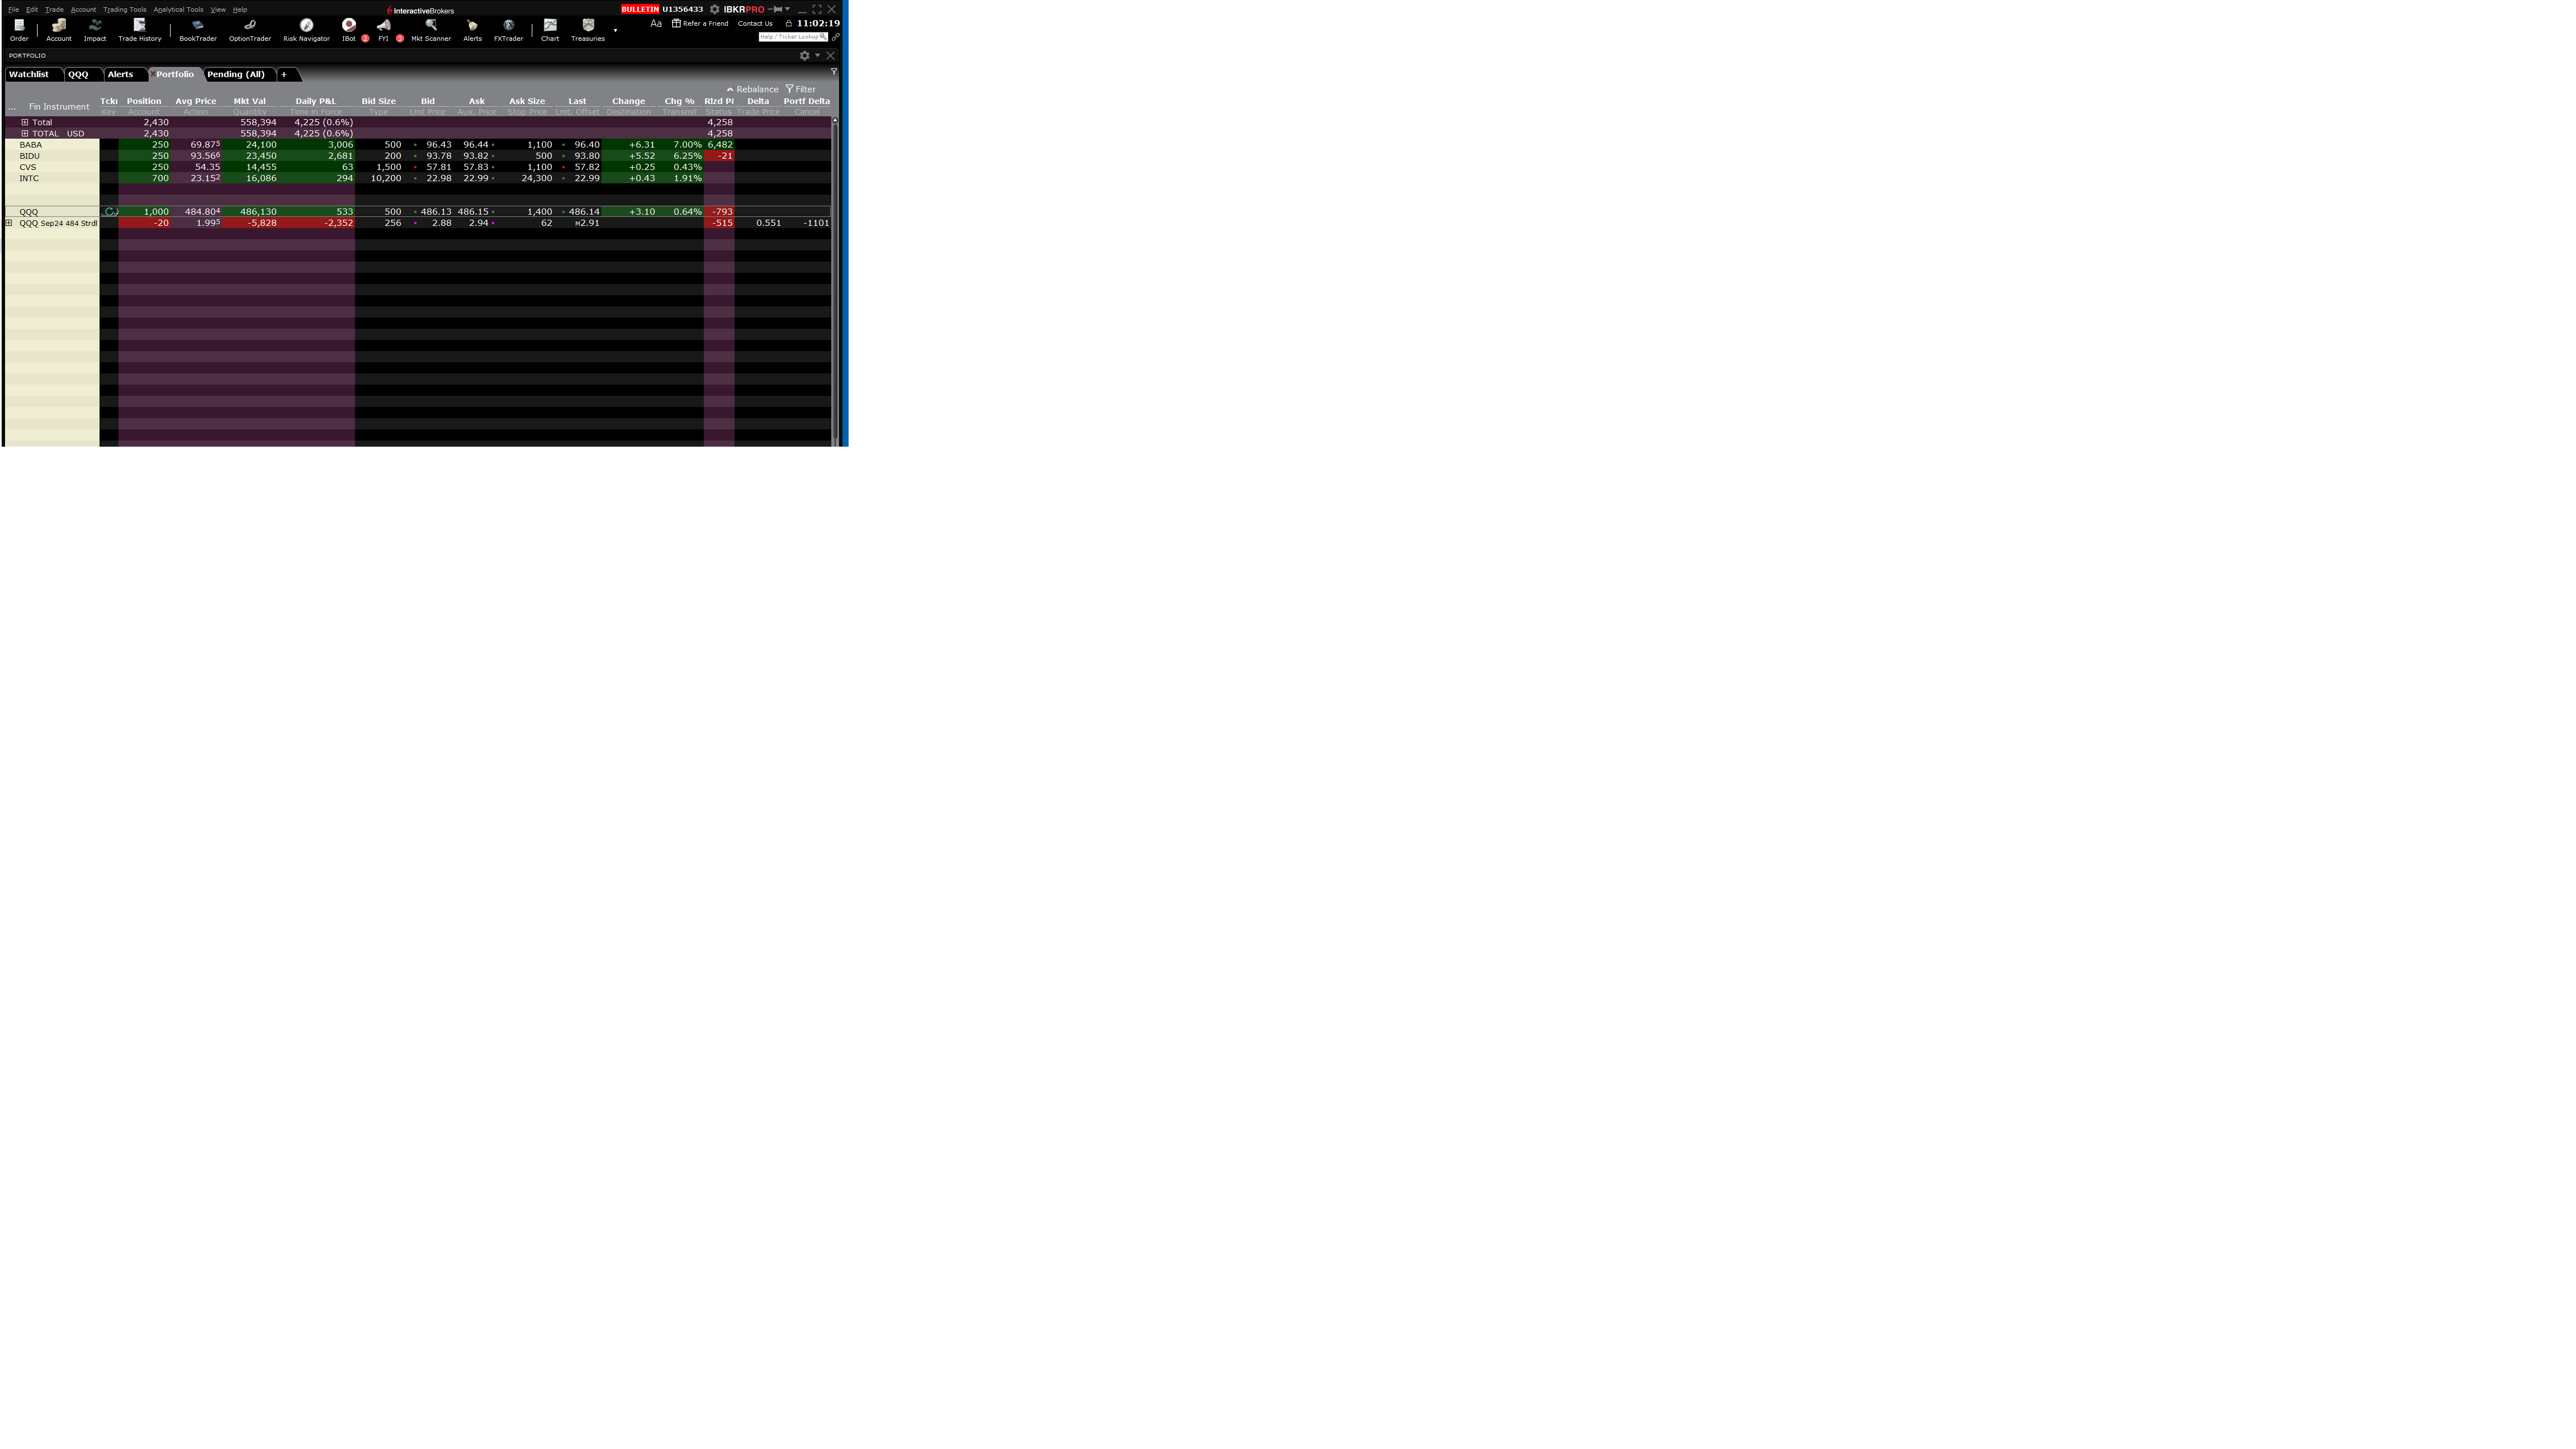 File Edit Trade Account Trading Tools Analytical Tools View Help InteractiveBrokers BULLETIN U1356433 IBKRPRO
Aa Refer a Friend Contact Us 11:02:19
Order Account Impact Trade History BookTrader OptionTrader Risk Navigator IBot 2 FYI 3 Mkt Scanner Alerts FXTrader Chart Treasuries Help / Ticker Lookup
PORTFOLIO
Watchlist QQQ Alerts Portfolio Pending (All) +
Rebalance Filter
... Fin Instrument Tcki Position Avg Price Mkt Val Daily P&L Bid Size Bid Ask Ask Size Last Change Chg % Rlzd Pl Delta Portf Delta
Key Account Action Quantity Time in Force Type Lmt Price Aux. Price Stop Price Lmt. Offset Destination Transmit Status Trade Price Cancel
Total 2,430 558,394 4,225 (0.6%) 4,258
TOTAL USD 2,430 558,394 4,225 (0.6%) 4,258
BABA 250 69.875 24,100 3,006 500 96.43 96.44 1,100 96.40 +6.31 7.00% 6,482
BIDU 250 93.566 23,450 2,681 200 93.78 93.82 500 93.80 +5.52 6.25% -21
CVS 250 54.35 14,455 63 1,500 57.81 57.83 1,100 57.82 +0.25 0.43%
INTC 700 23.152 16,086 294 10,200 22.98 22.99 24,300 22.99 +0.43 1.91%
QQQ 1,000 484.804 486,130 533 500 486.13 486.15 1,400 486.14 +3.10 0.64% -793
QQQ Sep24 484 Strdl -20 1.995 -5,828 -2,352 256 2.88 2.94 62 M2.91 -515 0.551 -1101